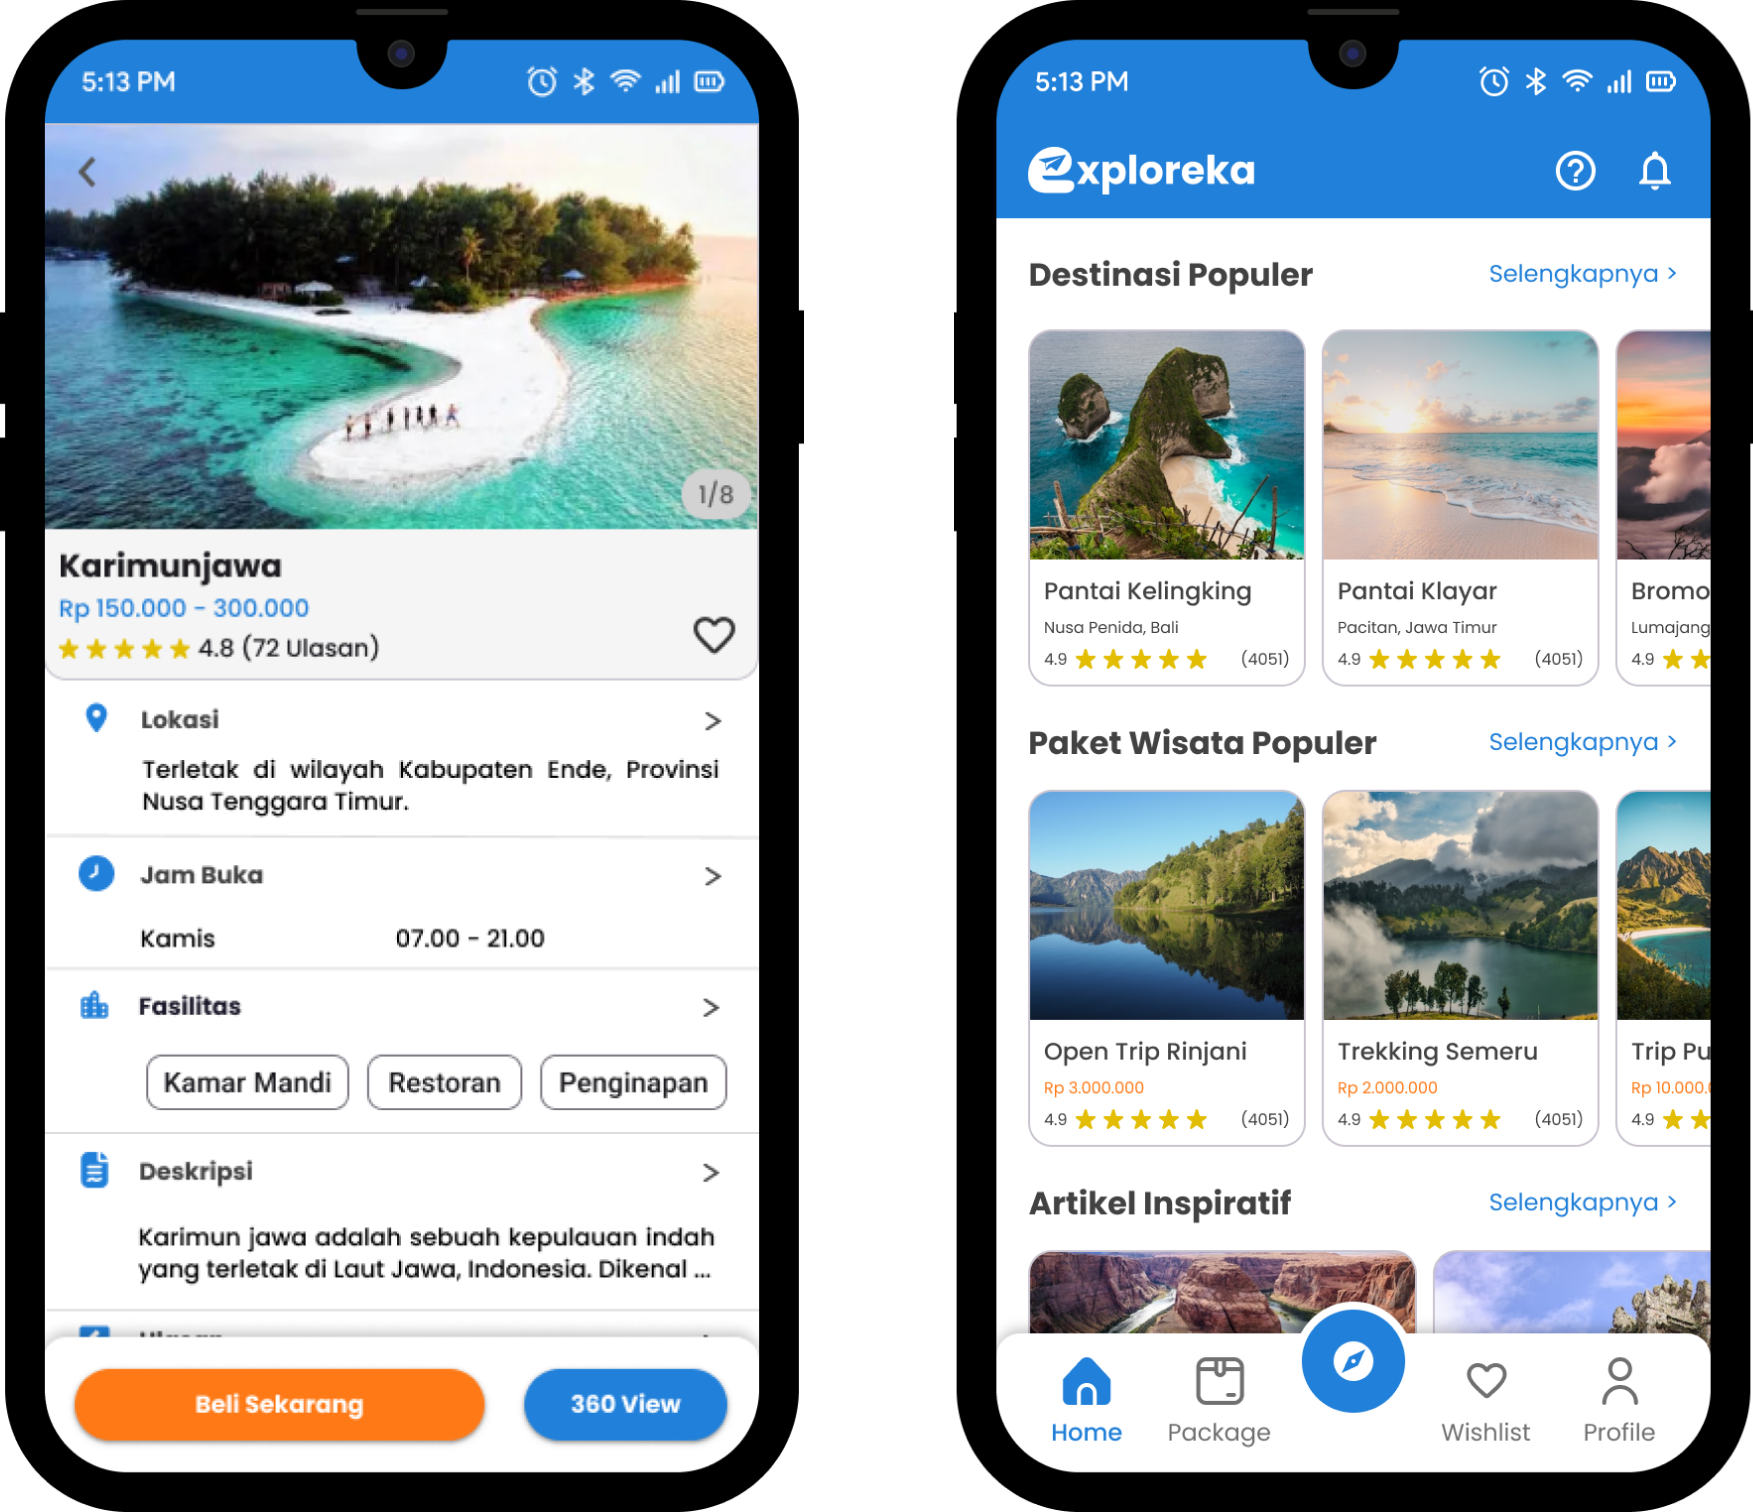 5:13 PM
1/8
Karimunjawa
Rp 150.000 - 300.000
4.8 (72 Ulasan)
Lokasi
Terletak di wilayah Kabupaten Ende, Provinsi
Nusa Tenggara Timur.
Jam Buka
Kamis 07.00 - 21.00
Fasilitas
Kamar Mandi Restoran Penginapan
Deskripsi
Karimun jawa adalah sebuah kepulauan indah
yang terletak di Laut Jawa, Indonesia. Dikenal ...
Beli Sekarang 360 View
5:13 PM
exploreka
Destinasi Populer Selengkapnya >
Pantai Kelingking Pantai Klayar Bromo
Nusa Penida, Bali Pacitan, Jawa Timur Lumajang
4.9 (4051) 4.9 (4051) 4.9
Paket Wisata Populer Selengkapnya >
Open Trip Rinjani Trekking Semeru Trip Pu
Rp 3.000.000 Rp 2.000.000 Rp 10.000.
4.9 (4051) 4.9 (4051) 4.9
Artikel Inspiratif Selengkapnya >
Home Package Wishlist Profile